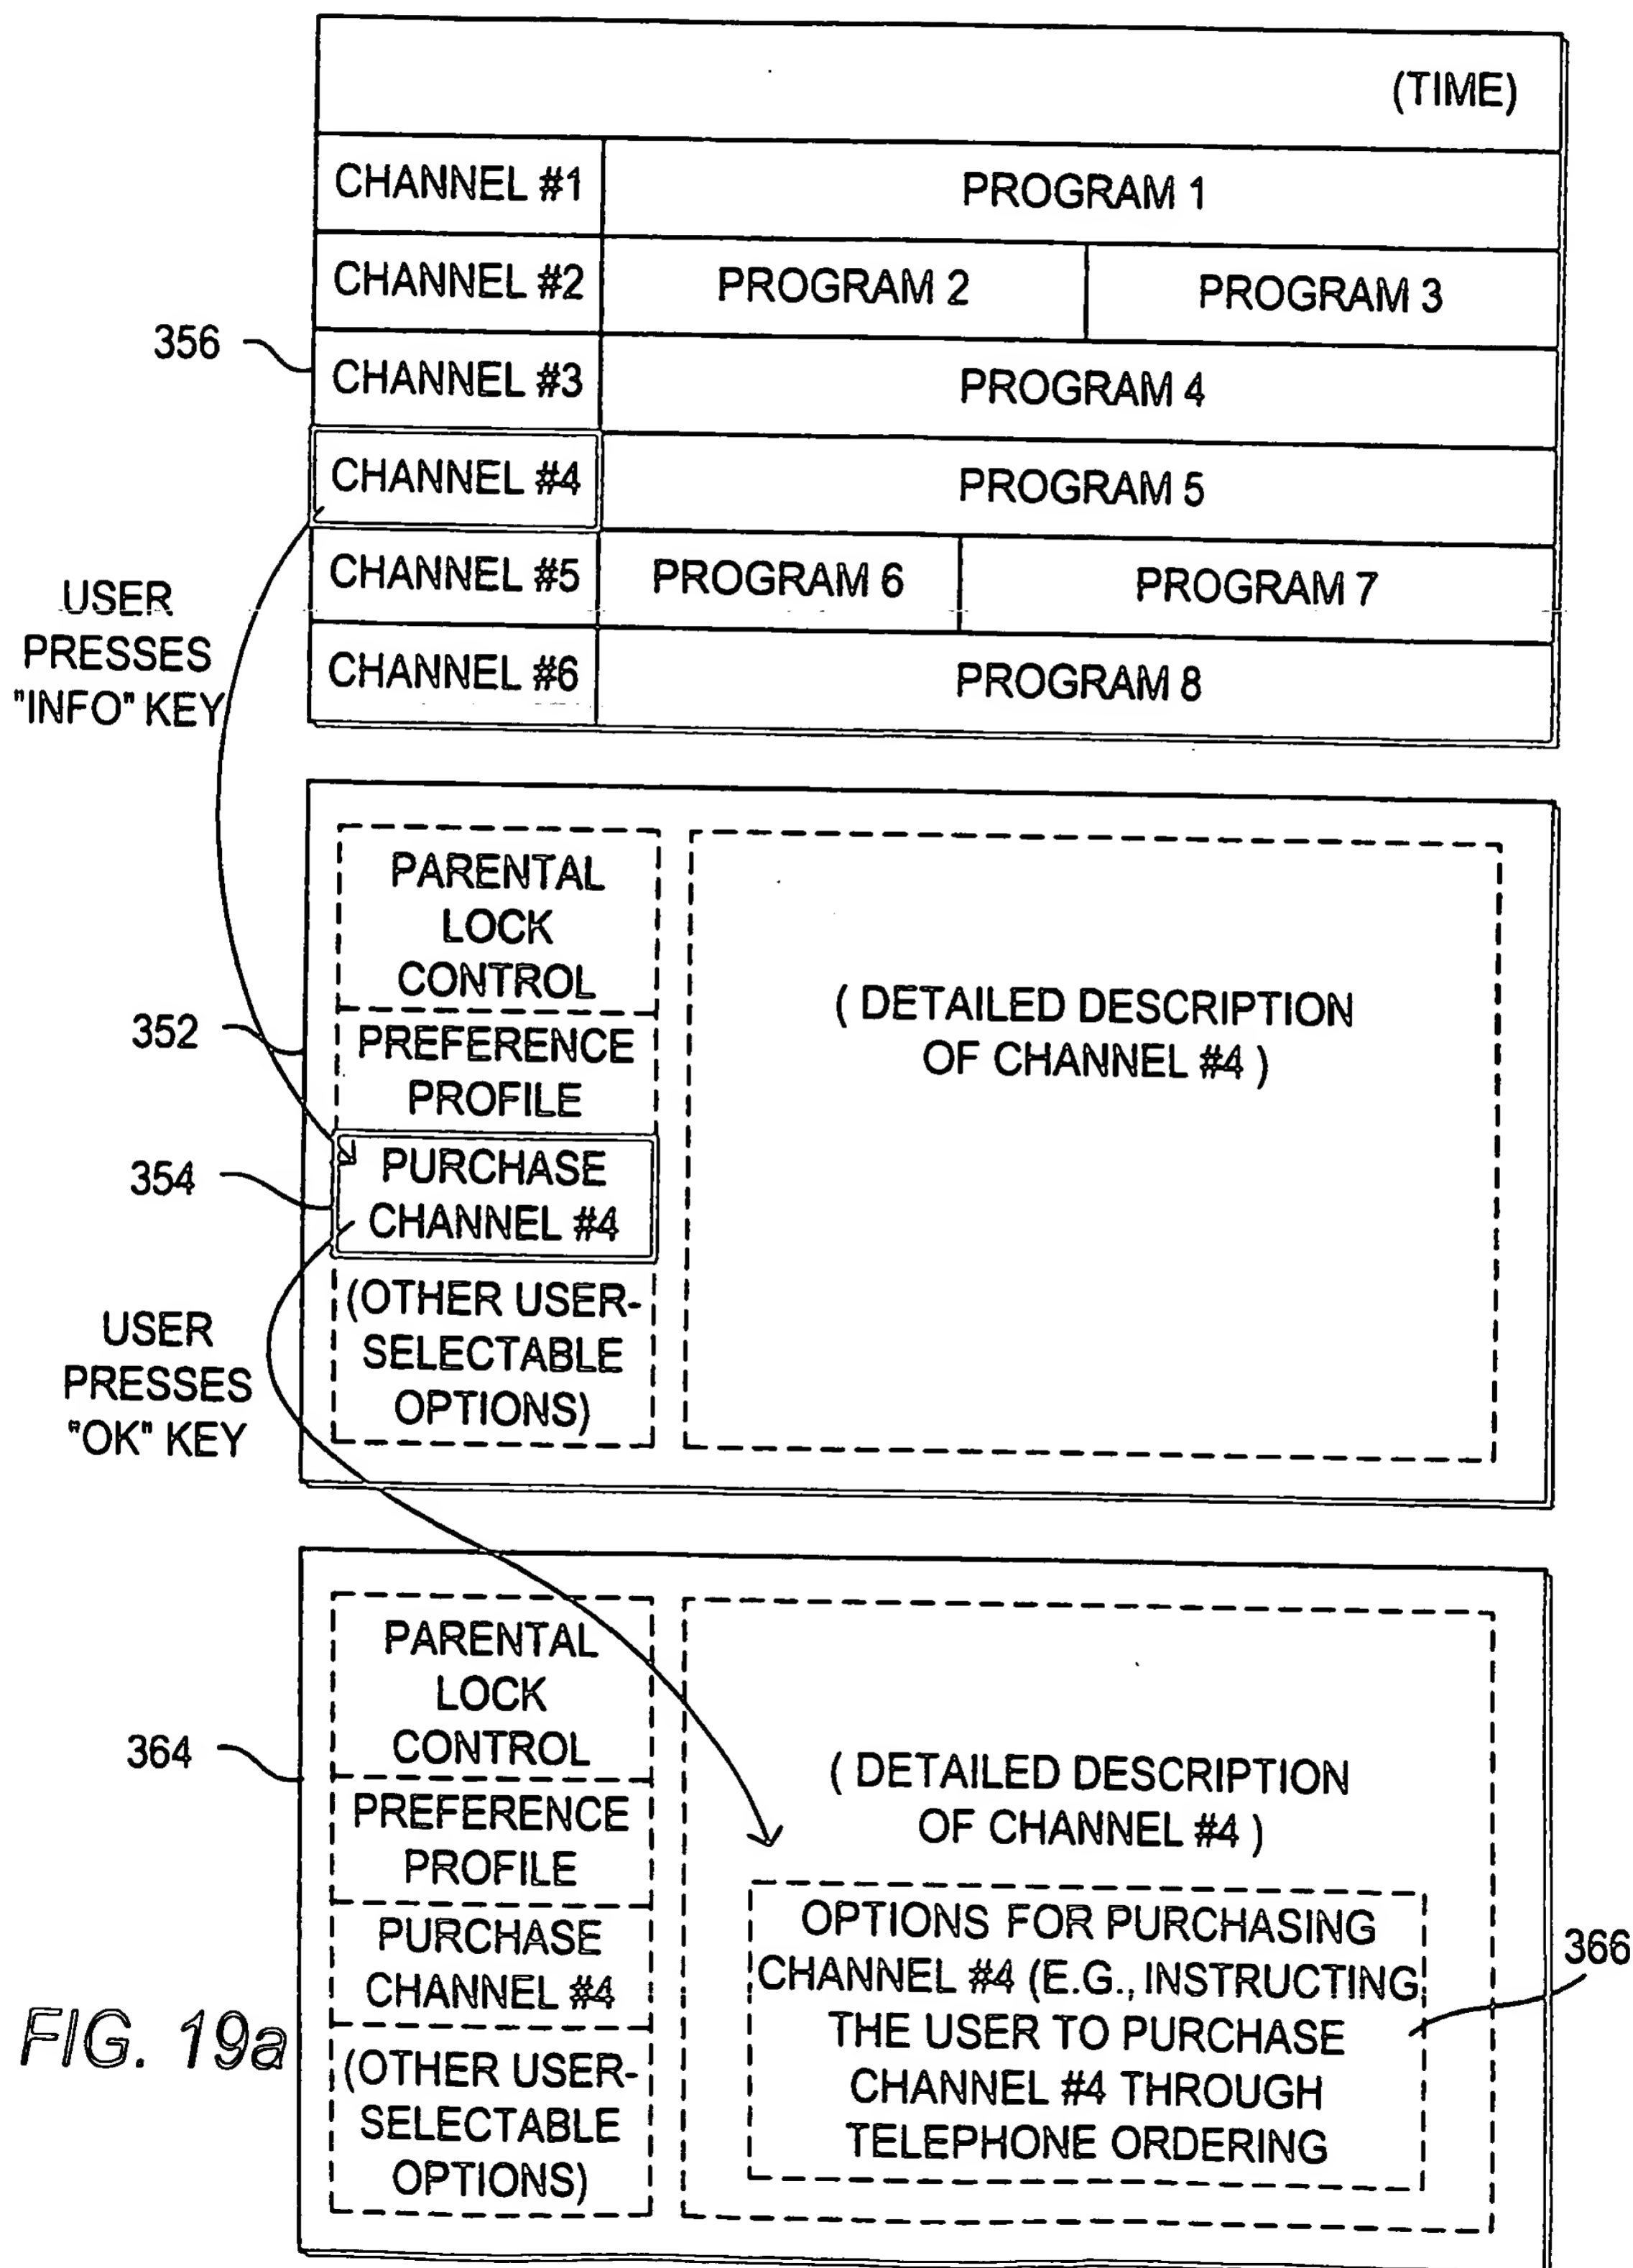 (TIME)
CHANNEL #1 PROGRAM 1
CHANNEL #2 PROGRAM 2 PROGRAM 3
356
CHANNEL #3 PROGRAM 4
CHANNEL #4 PROGRAM 5
CHANNEL #5 PROGRAM 6 PROGRAM 7
CHANNEL #6 PROGRAM 8
USER
PRESSES
"INFO" KEY
PARENTAL
LOCK
CONTROL
352
PREFERENCE
PROFILE
354
PURCHASE
CHANNEL #4
(OTHER USER-
SELECTABLE
OPTIONS)
( DETAILED DESCRIPTION
OF CHANNEL #4 )
USER
PRESSES
"OK" KEY
364
PARENTAL
LOCK
CONTROL
PREFERENCE
PROFILE
PURCHASE
CHANNEL #4
(OTHER USER-
SELECTABLE
OPTIONS)
( DETAILED DESCRIPTION
OF CHANNEL #4 )
OPTIONS FOR PURCHASING
CHANNEL #4 (E.G., INSTRUCTING
THE USER TO PURCHASE
CHANNEL #4 THROUGH
TELEPHONE ORDERING
366
FIG. 19a